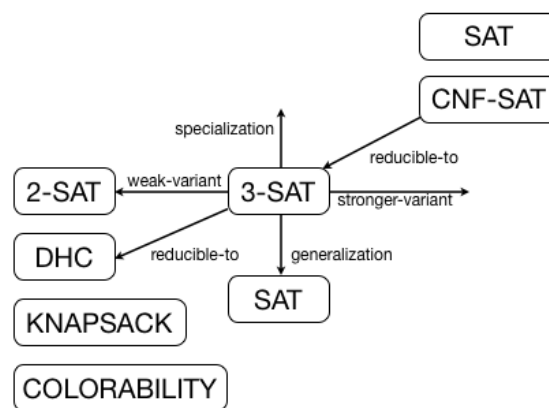 SAT
CNF-SAT
specialization
reducible-to
weak-variant
2-SAT
3-SAT
stronger-variant
DHC
reducible-to
generalization
SAT
KNAPSACK
COLORABILITY